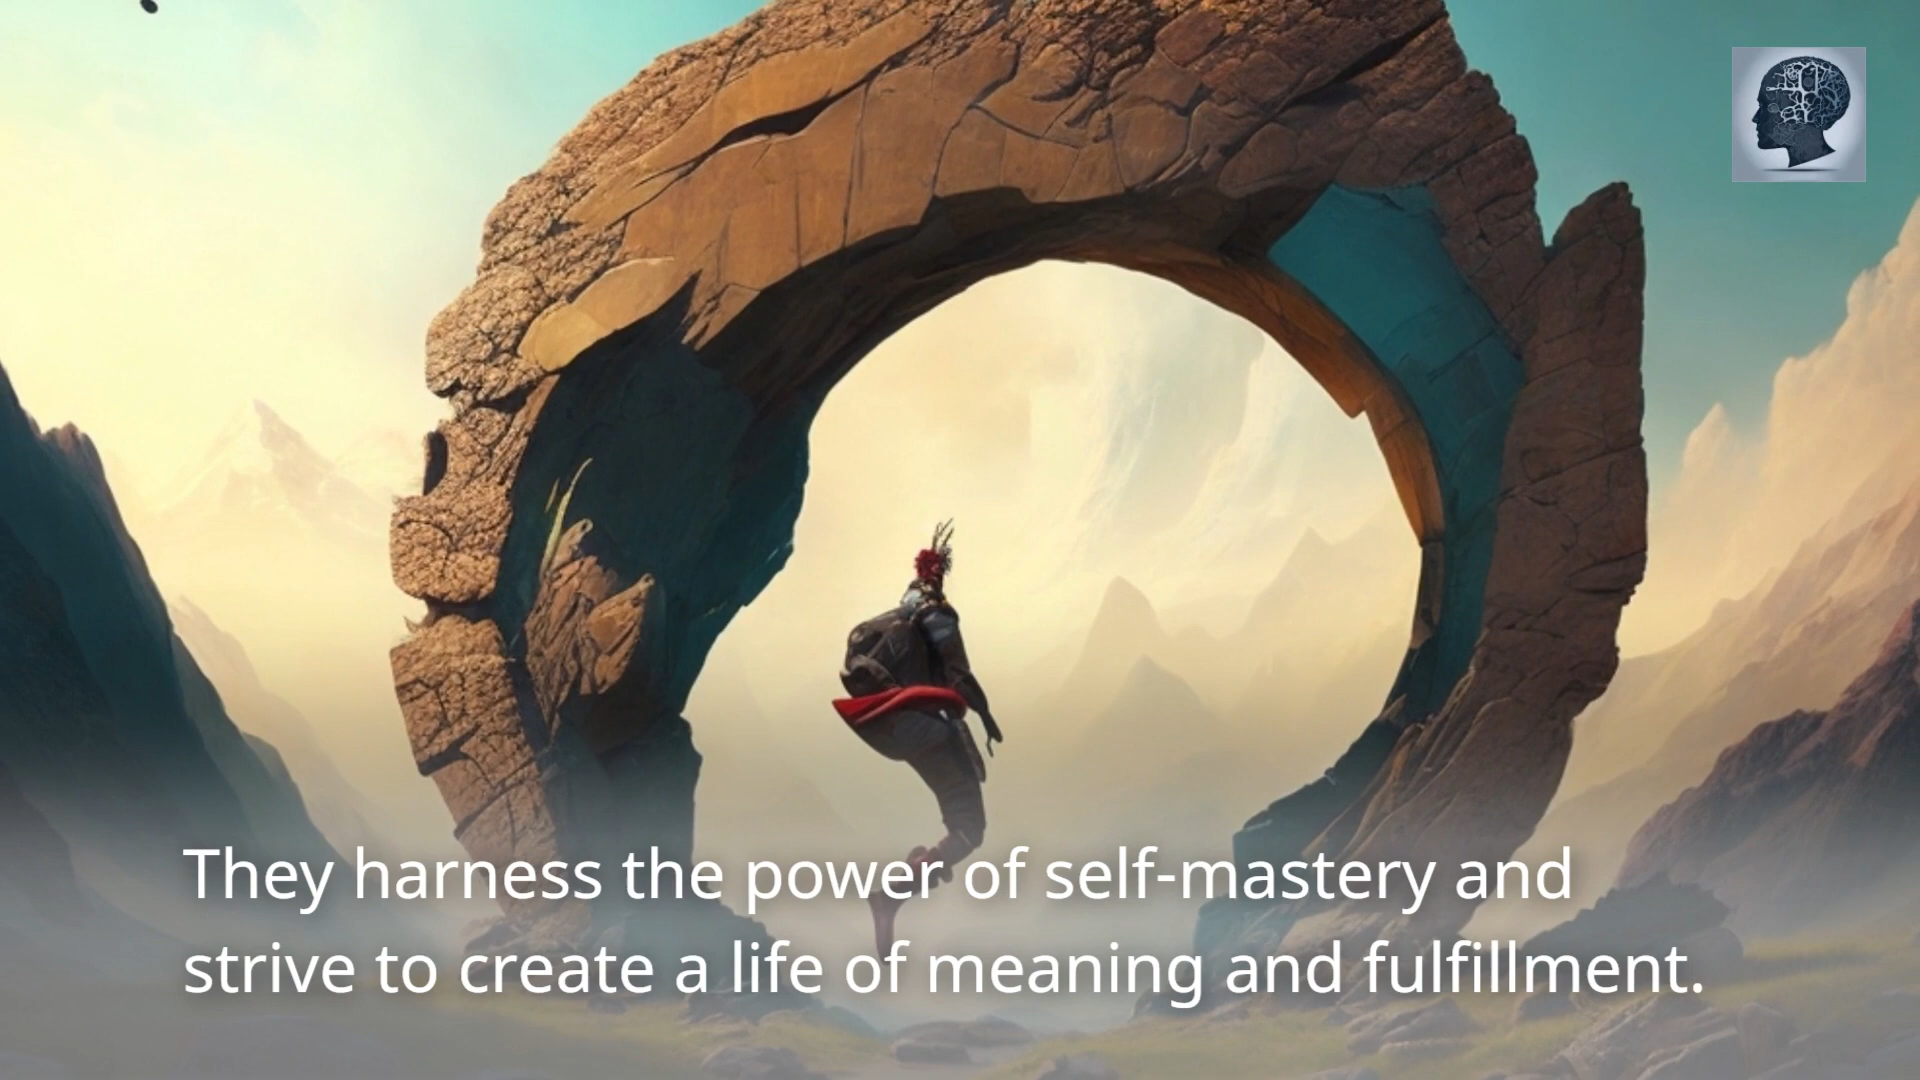 They harness the power of self-mastery and
strive to create a life of meaning and fulfillment.